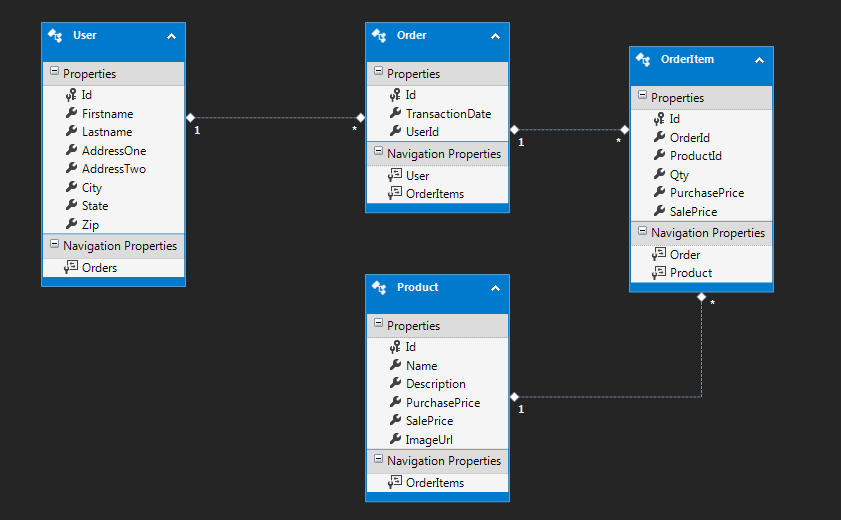 User
Properties
Id
Firstname
Lastname
AddressOne
AddressTwo
City
State
Zip
Navigation Properties
Orders
1
*
Order
Properties
Id
TransactionDate
UserId
Navigation Properties
User
OrderItems
1
*
OrderItem
Properties
Id
OrderId
ProductId
Qty
PurchasePrice
SalePrice
Navigation Properties
Order
Product
*
Product
Properties
Id
Name
Description
PurchasePrice
SalePrice
ImageUrl
Navigation Properties
OrderItems
1